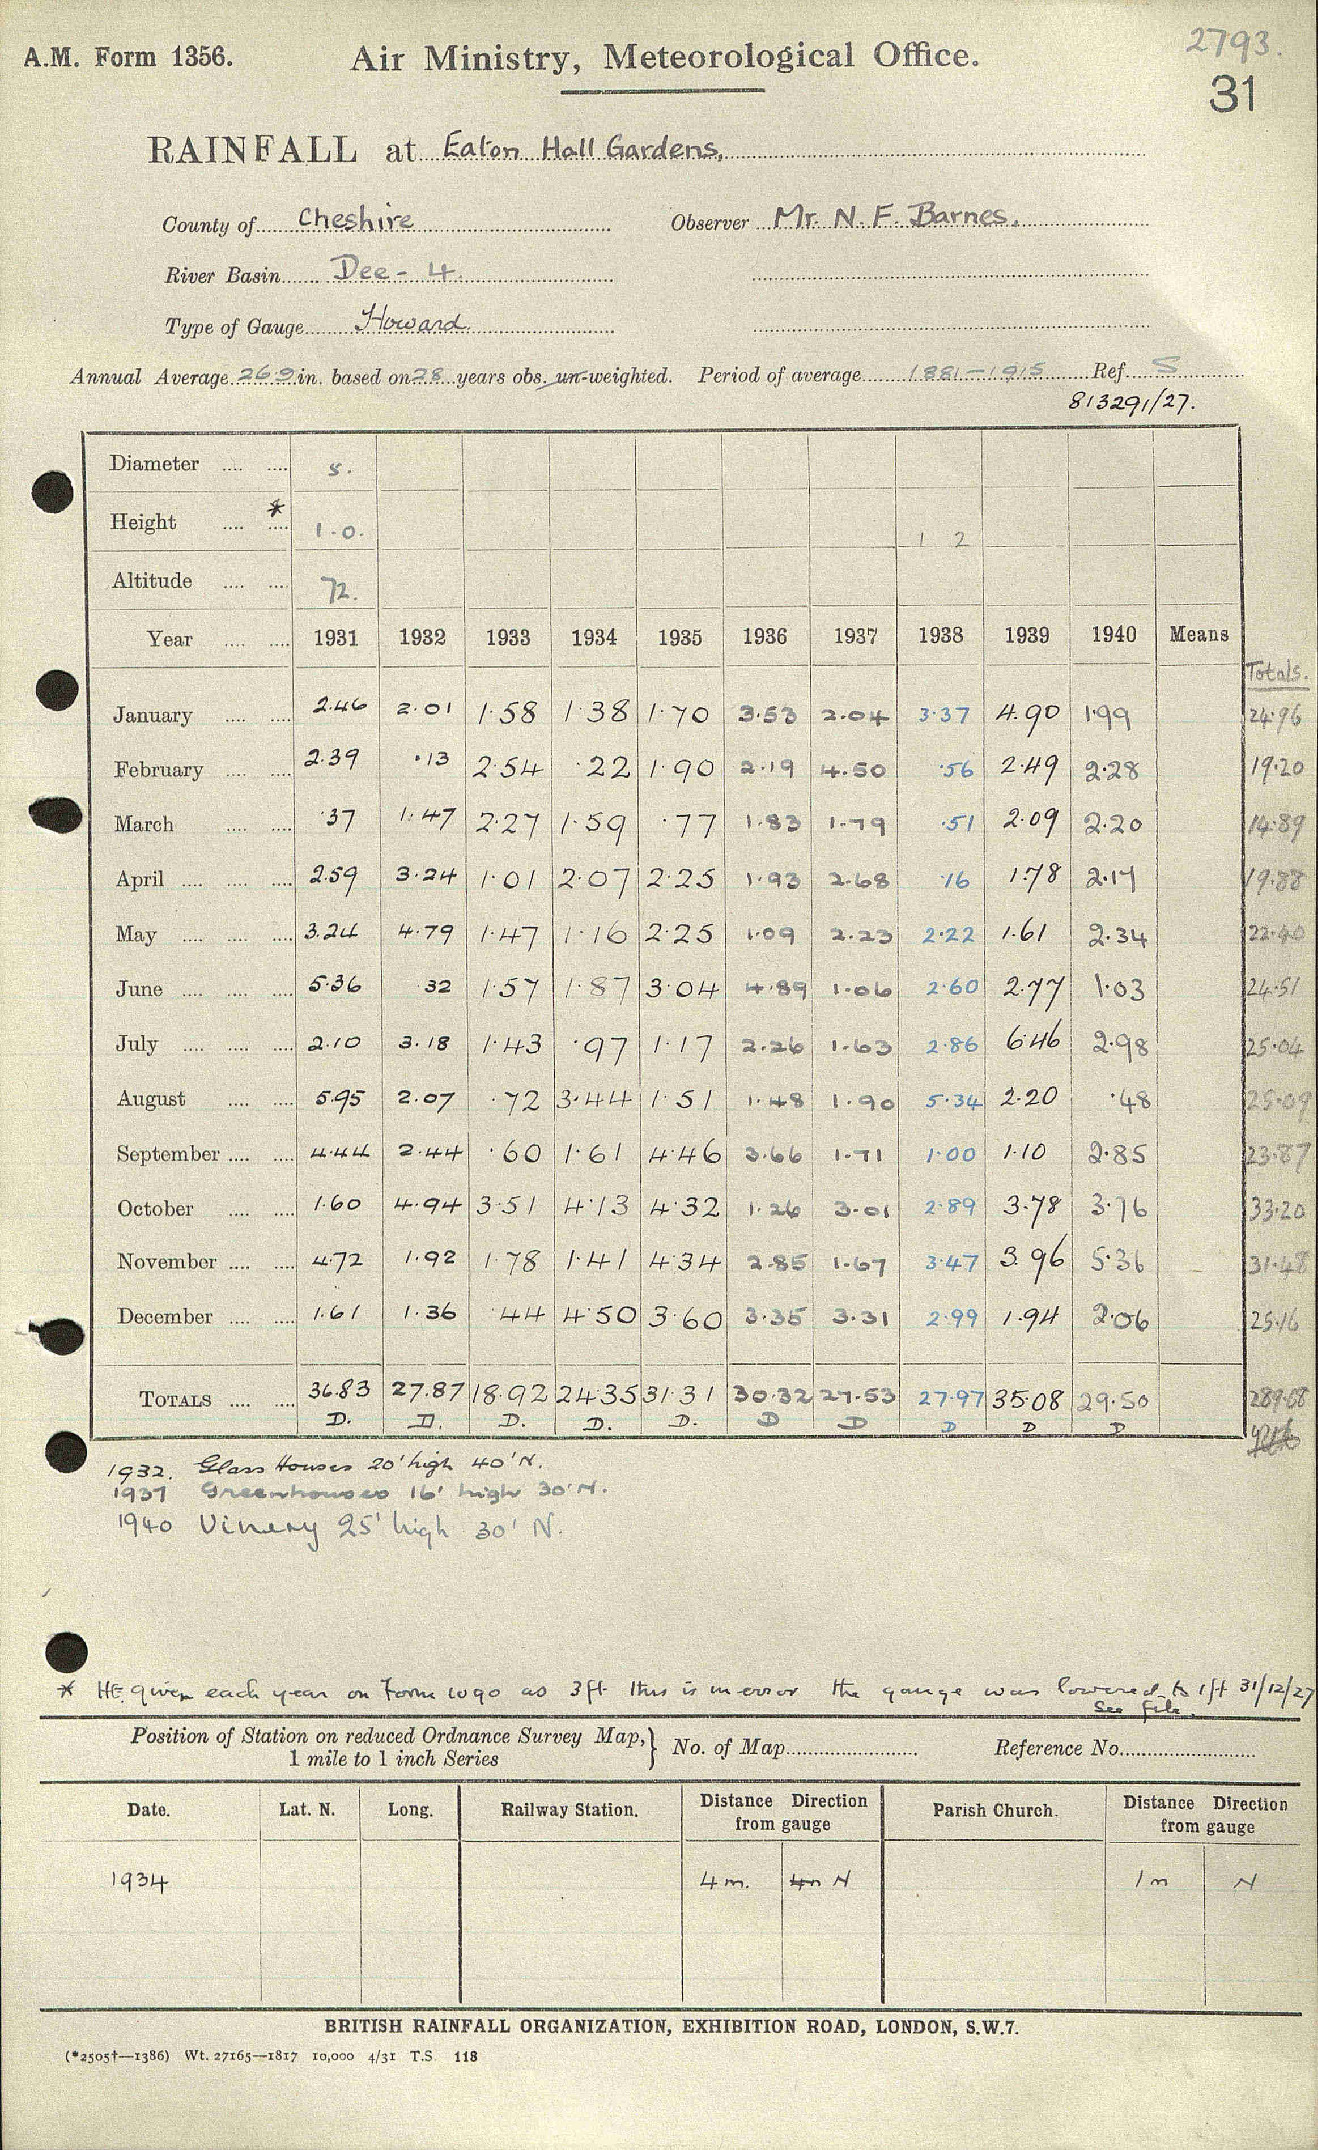 2793.
A.M. Form 1356. Air Ministry, Meteorological Office.
31
RAINFALL at Eaton Hall Gardens,
County of Cheshire Observer Mr. N. F. Barnes.
River Basin Dee - 4.
Type of Gauge Howard
Annual Average 26.9 in. based on 28 years obs. un-weighted. Period of average 1881-1915 Ref. S
813291/27.
Diameter .... .... 5.
Height .... .... * 1.0. 1 2
Altitude .... .... 72.
Year .... .... 1931 1932 1933 1934 1935 1936 1937 1938 1939 1940 Means
Totals.
January .... .... 2.46 2.01 1.58 1.38 1.70 3.53 2.04 3.37 4.90 1.99 24.96
February .... .... 2.39 .13 2.54 .22 1.90 2.19 4.50 .56 2.49 2.28 19.20
March .... .... .37 1.47 2.27 1.59 .77 1.83 1.79 .51 2.09 2.20 14.89
April .... .... .... 2.59 3.24 1.01 2.07 2.25 1.93 2.68 .16 1.78 2.17 19.88
May .... .... .... 3.24 4.79 1.47 1.16 2.25 1.09 2.23 2.22 1.61 2.34 22.40
June .... .... .... 5.36 .32 1.57 1.87 3.04 4.89 1.06 2.60 2.77 1.03 24.51
July .... .... .... 2.10 3.18 1.43 .97 1.17 2.26 1.63 2.86 6.46 2.98 25.04
August .... .... 5.95 2.07 .72 3.44 1.51 1.48 1.90 5.34 2.20 .48 25.09
September .... .... 4.44 2.44 .60 1.61 4.46 3.66 1.71 1.00 1.10 2.85 23.87
October .... .... 1.60 4.94 3.51 4.13 4.32 1.26 3.01 2.89 3.78 3.76 33.20
November .... .... 4.72 1.92 1.78 1.41 4.34 2.85 1.67 3.47 3.96 5.36 31.48
December .... .... 1.61 1.36 .44 4.50 3.60 3.35 3.31 2.99 1.94 2.06 25.16
TOTALS .... .... 36.83 27.87 18.92 24.35 31.31 30.32 27.53 27.97 35.08 29.50 289.68
D. D. D. D. D. D D D D D
1932. Glass Houses 20' high 40' N.
1937 Greenhouses 16' high 30' N.
1940 Vinery 25' high 30' N.
* HE given each year on Form 1090 as 3ft this is in error the gauge was lowered to 1ft 31/12/27
See file.
Position of Station on reduced Ordnance Survey Map, } No. of Map Reference No.
1 mile to 1 inch Series
Date. Lat. N. Long. Railway Station. Distance Direction from gauge Parish Church. Distance Direction from gauge
1934 4 m. 4m N 1 m N
BRITISH RAINFALL ORGANIZATION, EXHIBITION ROAD, LONDON, S.W.7.
(*2505†—1386) Wt. 27165—1817 10,000 4/31 T.S. 118